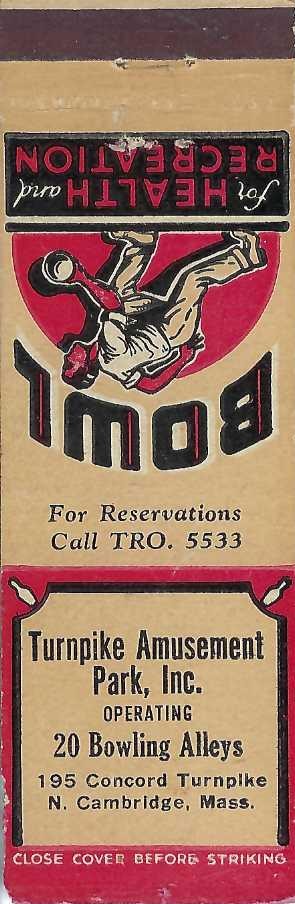 BOWL
for HEALTH and
RECREATION
For Reservations
Call TRO. 5533
Turnpike Amusement
Park, Inc.
OPERATING
20 Bowling Alleys
195 Concord Turnpike
N. Cambridge, Mass.
CLOSE COVER BEFORE STRIKING